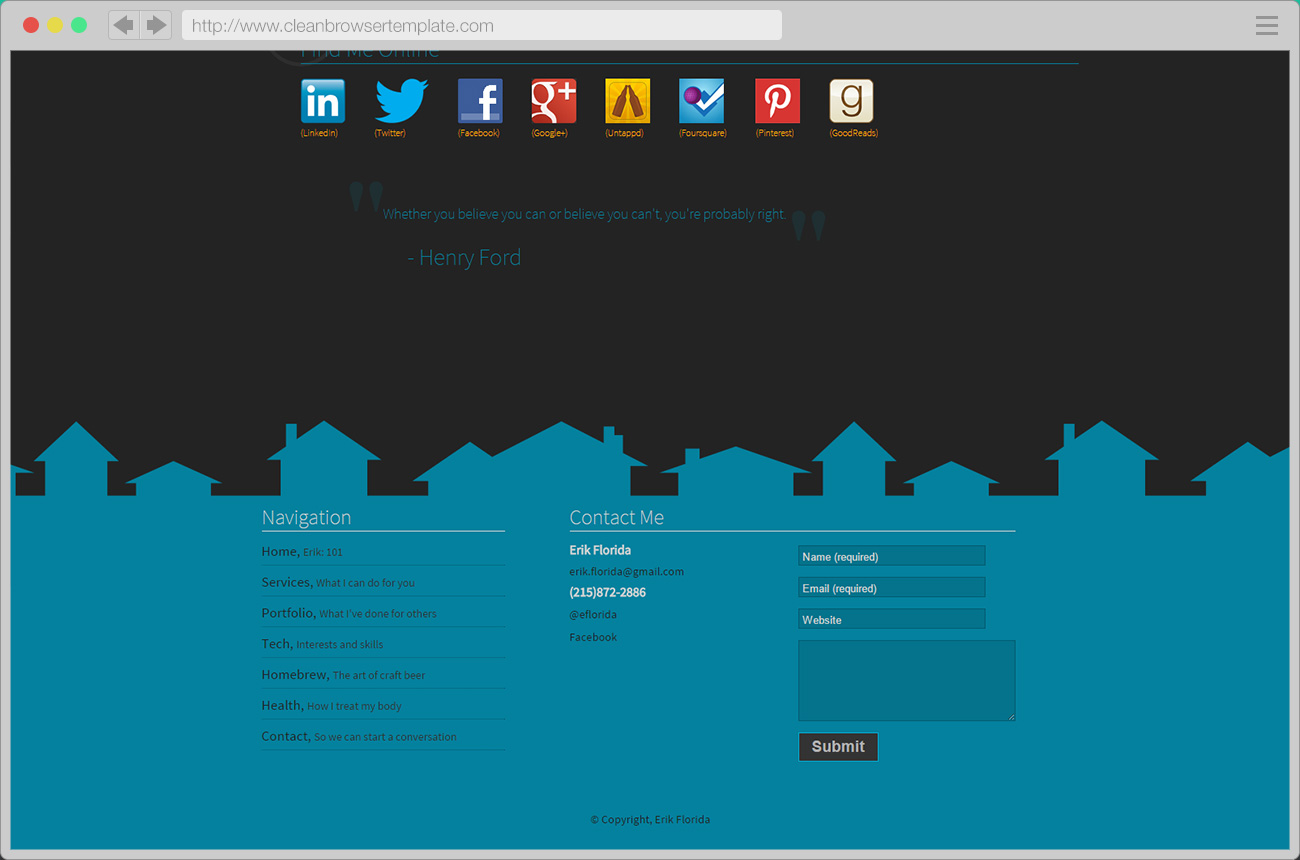 http://www.cleanbrowsertemplate.com
Find Me Online
in f g+ g
(LinkedIn) (Twitter) (Facebook) (Google+) (Untappd) (Foursquare) (Pinterest) (GoodReads)
"Whether you believe you can or believe you can't, you're probably right."
- Henry Ford
Navigation
Home, Erik: 101
Services, What I can do for you
Portfolio, What I've done for others
Tech, Interests and skills
Homebrew, The art of craft beer
Health, How I treat my body
Contact, So we can start a conversation
Contact Me
Erik Florida
erik.florida@gmail.com
(215)872-2886
@eflorida
Facebook
Name (required)
Email (required)
Website
Submit
© Copyright, Erik Florida